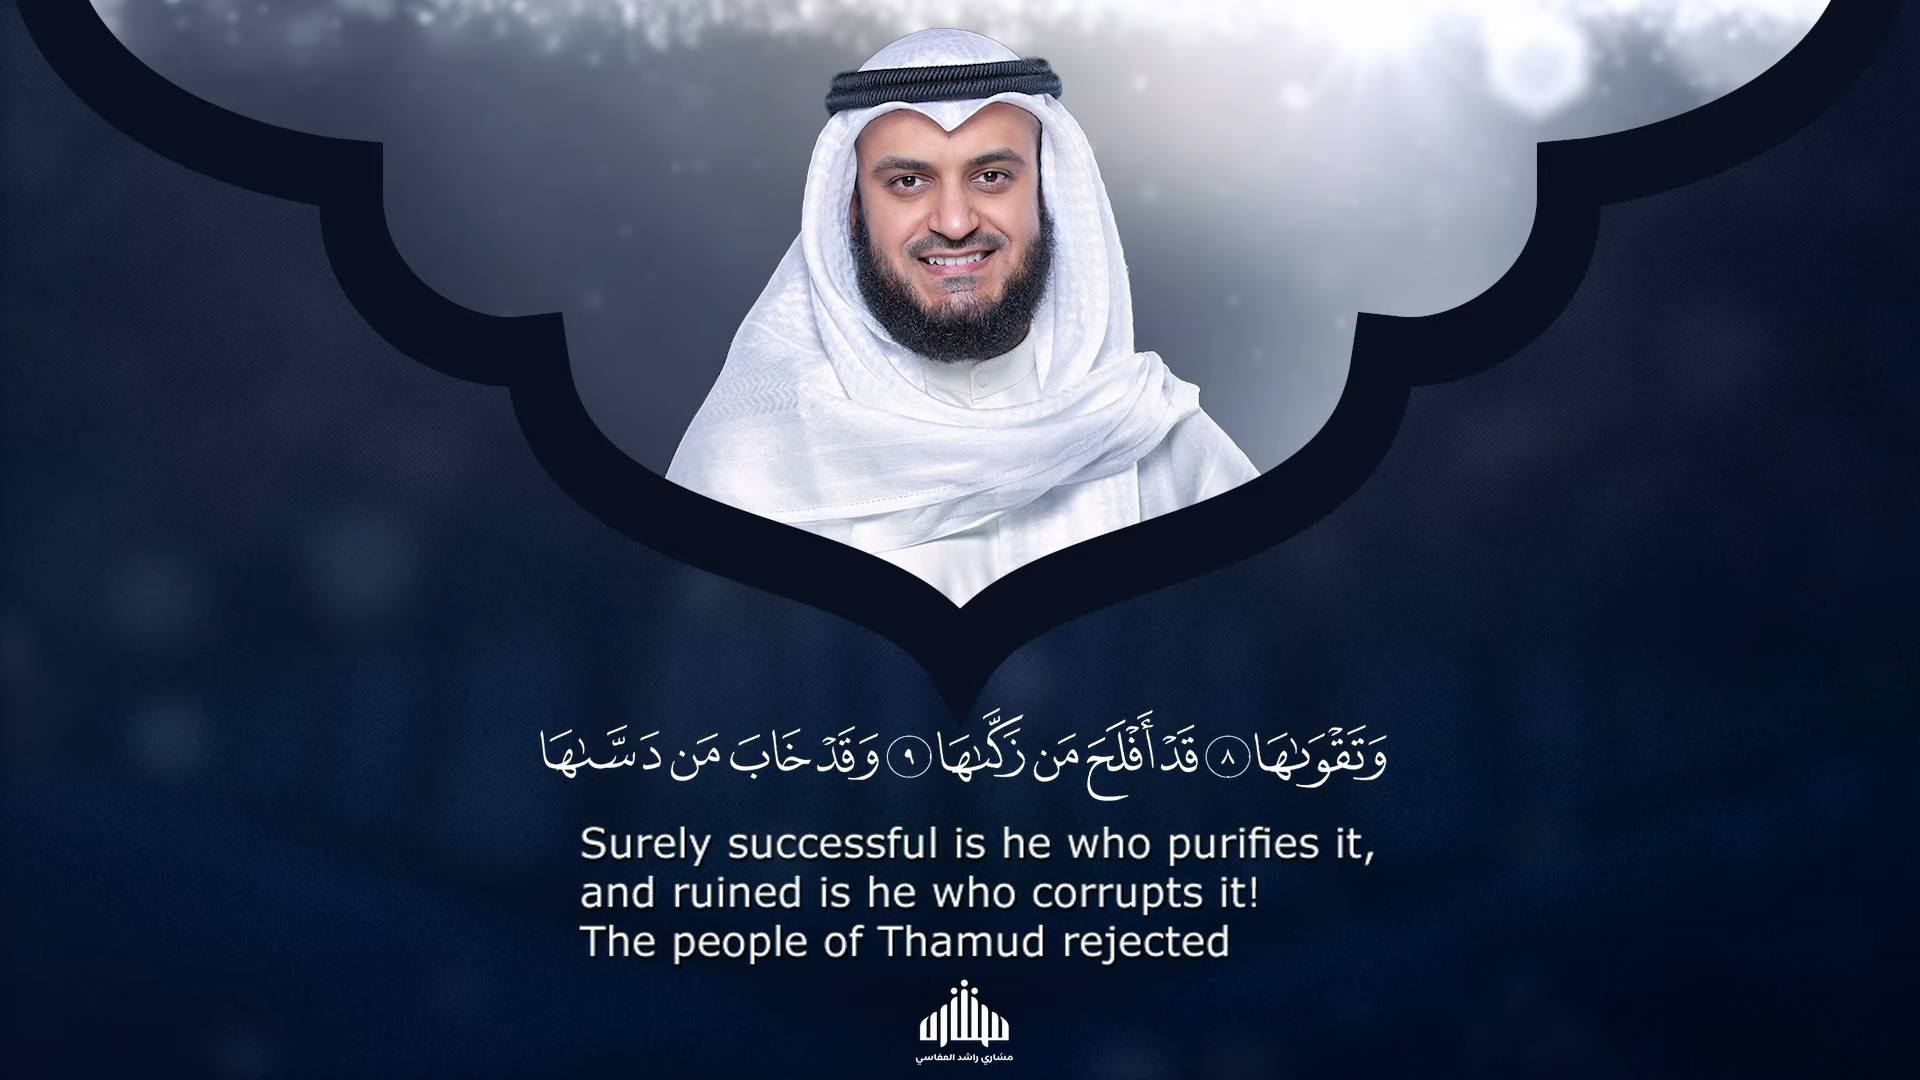 وَتَقْوَىٰهَا ٨ قَدْ أَفْلَحَ مَن زَكَّىٰهَا ٩ وَقَدْ خَابَ مَن دَسَّىٰهَا
Surely successful is he who purifies it,
and ruined is he who corrupts it!
The people of Thamud rejected
مشاري راشد العفاسي